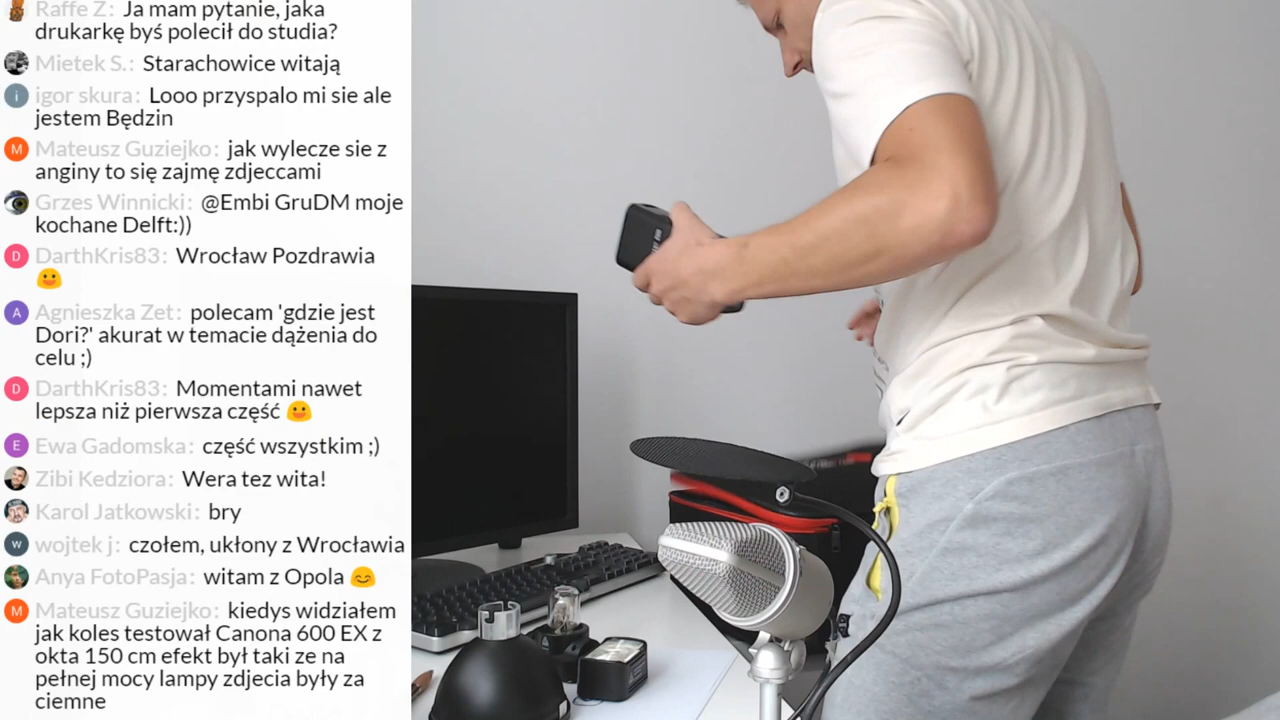 Raffe Z: Ja mam pytanie, jaka
drukarkę byś polecił do studia?
Mietek S.: Starachowice witają
i igor skura: Looo przyspalo mi sie ale
jestem Będzin
M Mateusz Guziejko: jak wylecze sie z
anginy to się zajmę zdjeccami
Grzes Winnicki: @Embi GruDM moje
kochane Delft:))
D DarthKris83: Wrocław Pozdrawia
😀
A Agnieszka Zet: polecam 'gdzie jest
Dori?' akurat w temacie dążenia do
celu ;)
D DarthKris83: Momentami nawet
lepsza niż pierwsza część 😀
E Ewa Gadomska: część wszystkim ;)
Zibi Kedziora: Wera tez wita!
Karol Jatkowski: bry
w wojtek j: czołem, ukłony z Wrocławia
Anya FotoPasja: witam z Opola 😊
M Mateusz Guziejko: kiedys widziałem
jak koles testował Canona 600 EX z
okta 150 cm efekt był taki ze na
pełnej mocy lampy zdjecia były za
ciemne